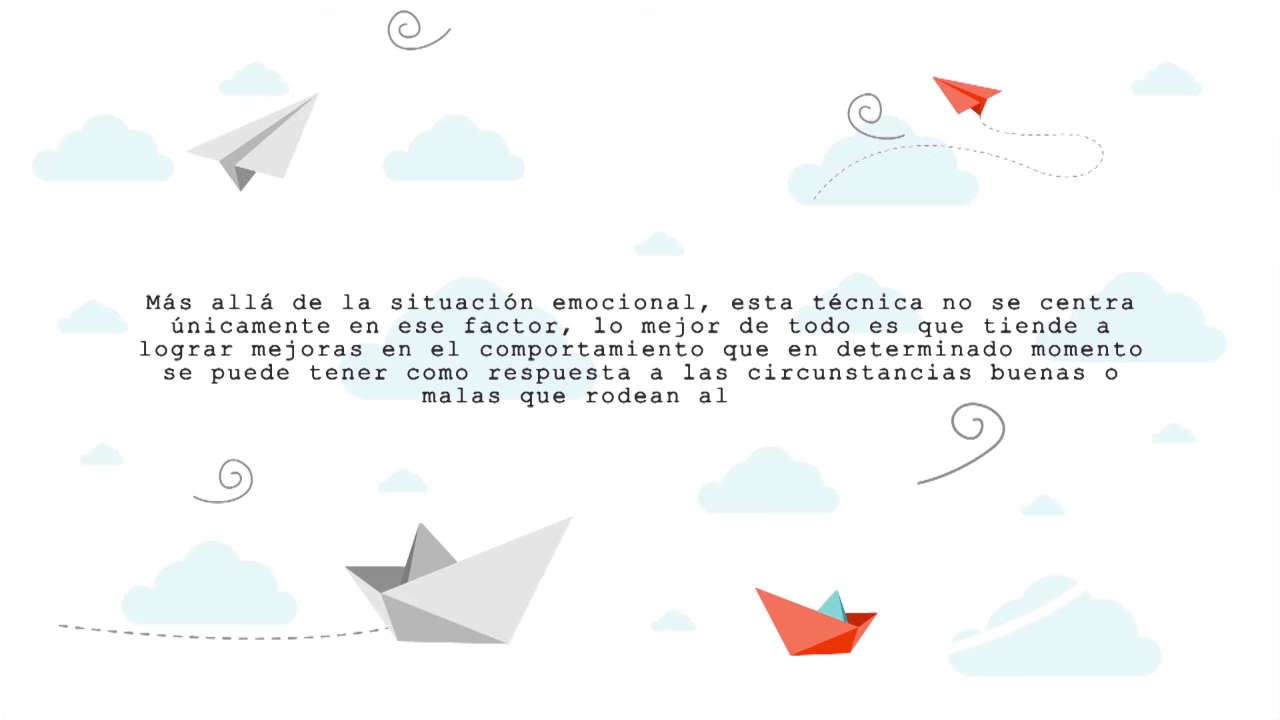 Más allá de la situación emocional, esta técnica no se centra
únicamente en ese factor, lo mejor de todo es que tiende a
lograr mejoras en el comportamiento que en determinado momento
se puede tener como respuesta a las circunstancias buenas o
malas que rodean al